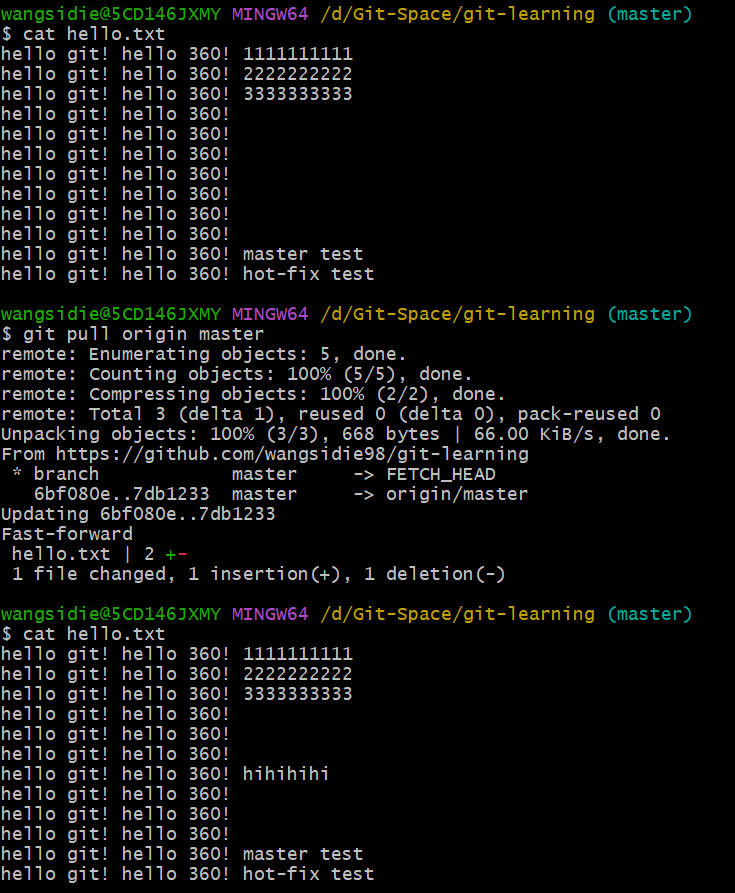 wangsidie@5CD146JXMY MINGW64 /d/Git-Space/git-learning (master)
$ cat hello.txt
hello git! hello 360! 1111111111
hello git! hello 360! 2222222222
hello git! hello 360! 3333333333
hello git! hello 360!
hello git! hello 360!
hello git! hello 360!
hello git! hello 360!
hello git! hello 360!
hello git! hello 360!
hello git! hello 360!
hello git! hello 360! master test
hello git! hello 360! hot-fix test
wangsidie@5CD146JXMY MINGW64 /d/Git-Space/git-learning (master)
$ git pull origin master
remote: Enumerating objects: 5, done.
remote: Counting objects: 100% (5/5), done.
remote: Compressing objects: 100% (2/2), done.
remote: Total 3 (delta 1), reused 0 (delta 0), pack-reused 0
Unpacking objects: 100% (3/3), 668 bytes | 66.00 KiB/s, done.
From https://github.com/wangsidie98/git-learning
 * branch            master     -> FETCH_HEAD
   6bf080e..7db1233  master     -> origin/master
Updating 6bf080e..7db1233
Fast-forward
 hello.txt | 2 +-
 1 file changed, 1 insertion(+), 1 deletion(-)
wangsidie@5CD146JXMY MINGW64 /d/Git-Space/git-learning (master)
$ cat hello.txt
hello git! hello 360! 1111111111
hello git! hello 360! 2222222222
hello git! hello 360! 3333333333
hello git! hello 360!
hello git! hello 360!
hello git! hello 360!
hello git! hello 360! hihihihi
hello git! hello 360!
hello git! hello 360!
hello git! hello 360!
hello git! hello 360! master test
hello git! hello 360! hot-fix test